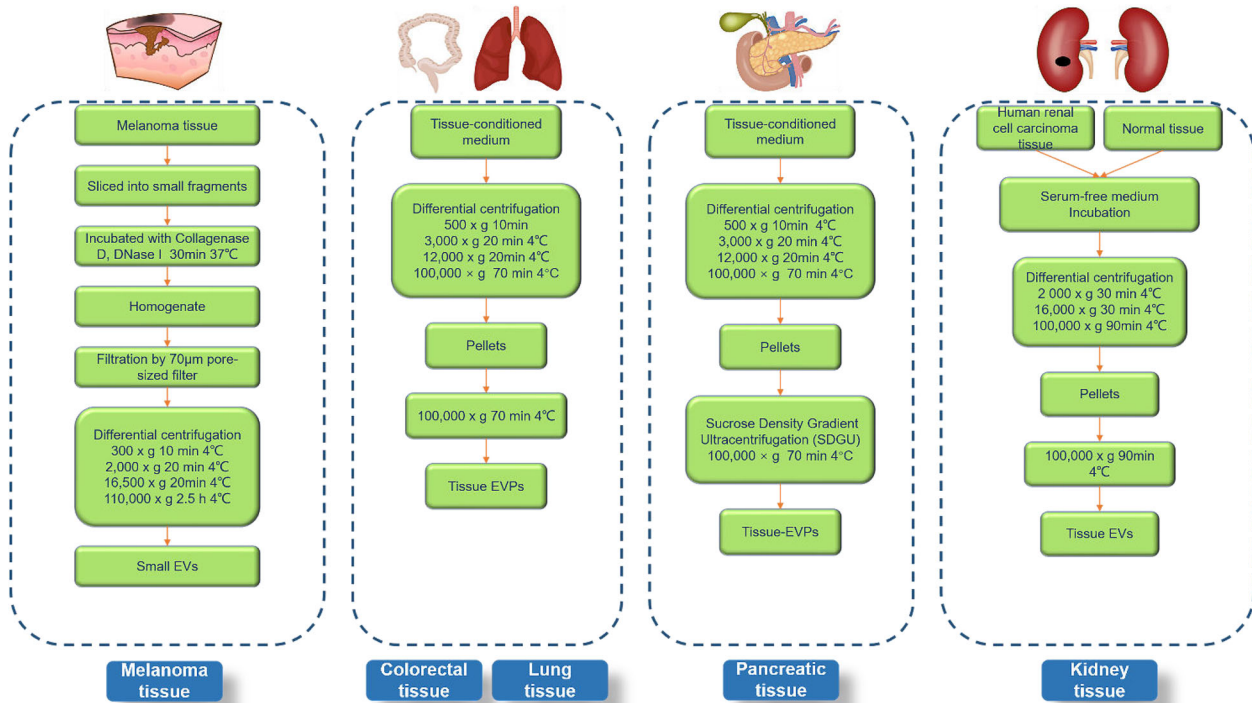 Melanoma tissue
Sliced into small fragments
Incubated with Collagenase
D, DNase I 30min 37℃
Homogenate
Filtration by 70μm pore-
sized filter
Differential centrifugation
300 x g 10 min 4℃
2,000 x g 20 min 4℃
16,500 x g 20min 4℃
110,000 x g 2.5 h 4℃
Small EVs
Melanoma
tissue
Tissue-conditioned
medium
Differential centrifugation
500 x g 10min
3,000 x g 20 min 4℃
12,000 x g 20min 4℃
100,000 × g 70 min 4°C
Pellets
100,000 x g 70 min 4℃
Tissue EVPs
Colorectal
tissue
Lung
tissue
Tissue-conditioned
medium
Differential centrifugation
500 x g 10min 4℃
3,000 x g 20 min 4℃
12,000 x g 20min 4℃
100,000 × g 70 min 4°C
Pellets
Sucrose Density Gradient
Ultracentrifugation (SDGU)
100,000 × g 70 min 4°C
Tissue-EVPs
Pancreatic
tissue
Human renal
cell carcinoma
tissue
Normal tissue
Serum-free medium
Incubation
Differential centrifugation
2 000 x g 30 min 4℃
16,000 x g 30 min 4℃
100,000 x g 90min 4℃
Pellets
100,000 x g 90min
4℃
Tissue EVs
Kidney
tissue